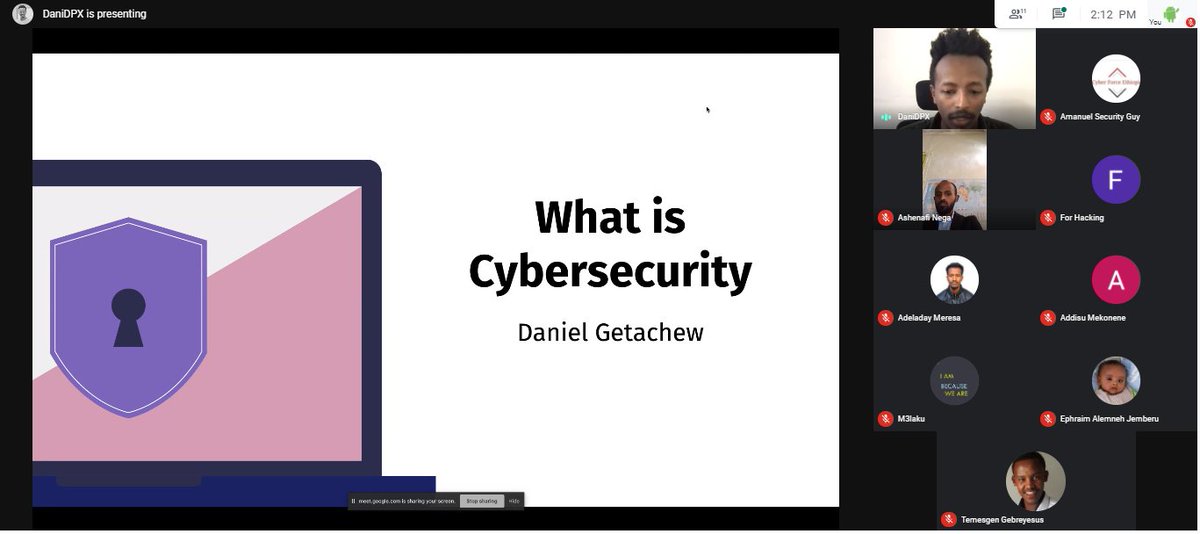 DaniDPX is presenting
11
2:12 PM
You
What is
Cybersecurity
Daniel Getachew
meet.google.com is sharing your screen.
Stop sharing
Hide
DaniDPX
Cyber Force Ethiopia
Amanuel Security Guy
Ashenafi Nega
F
For Hacking
Adeladay Meresa
A
Addisu Mekonene
I AM
BECAUSE
WE ARE
M3laku
Ephraim Alemneh Jemberu
Temesgen Gebreyesus